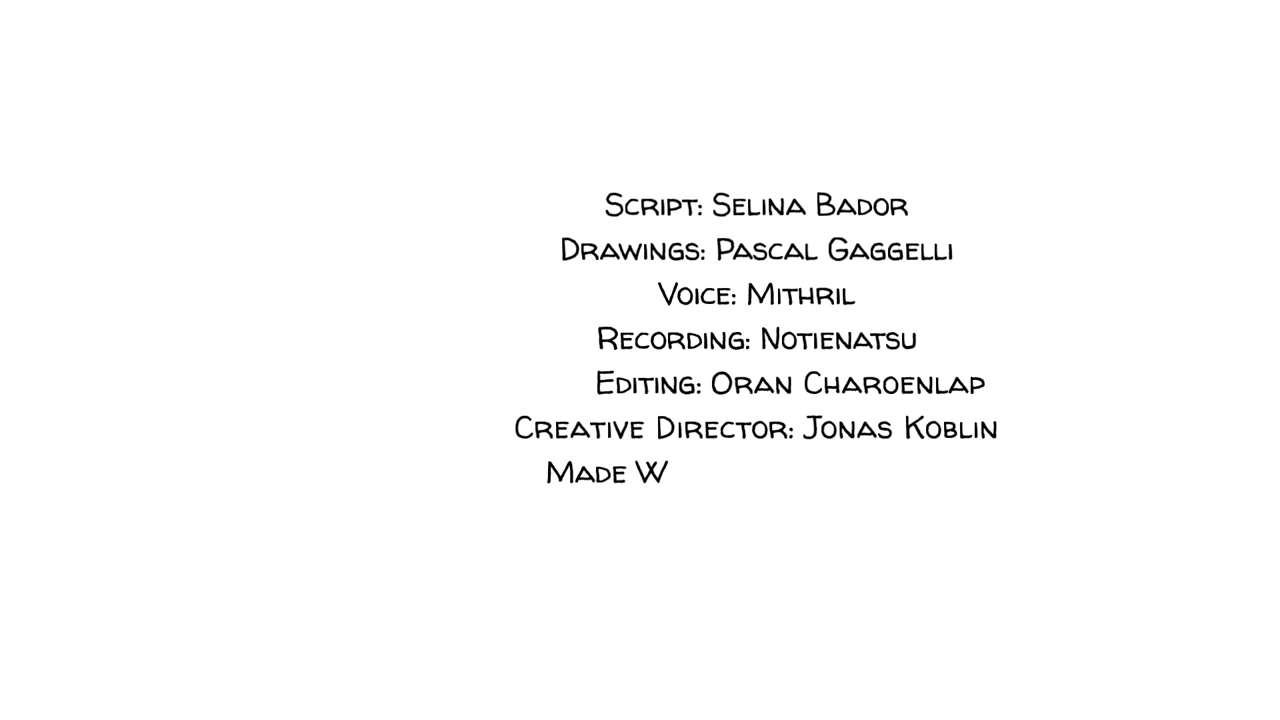 Script: Selina Bador
Drawings: Pascal Gaggelli
Voice: Mithril
Recording: Notienatsu
Editing: Oran Charoenlap
Creative Director: Jonas Koblin
Made W